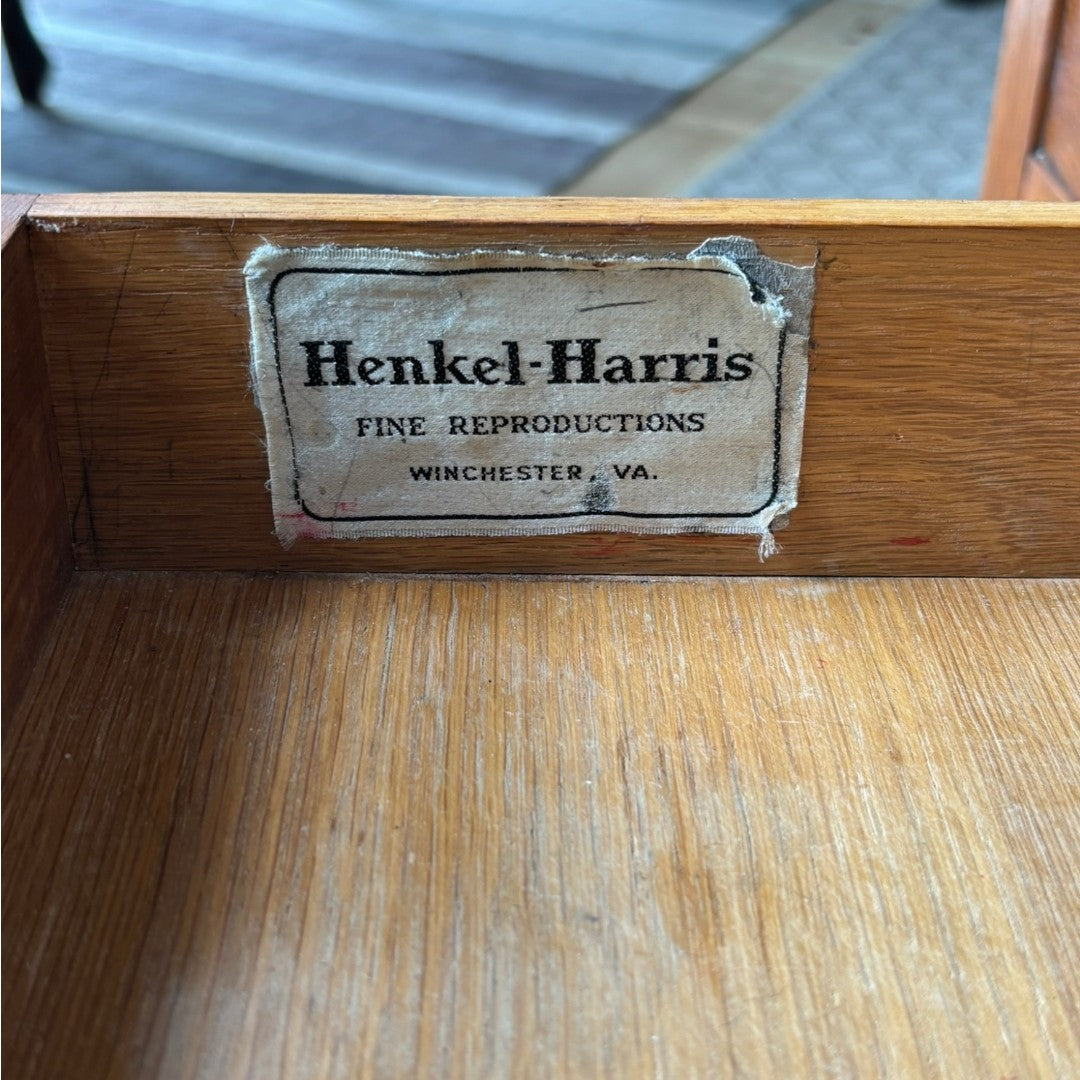 Henkel-Harris
FINE REPRODUCTIONS
WINCHESTER, VA.